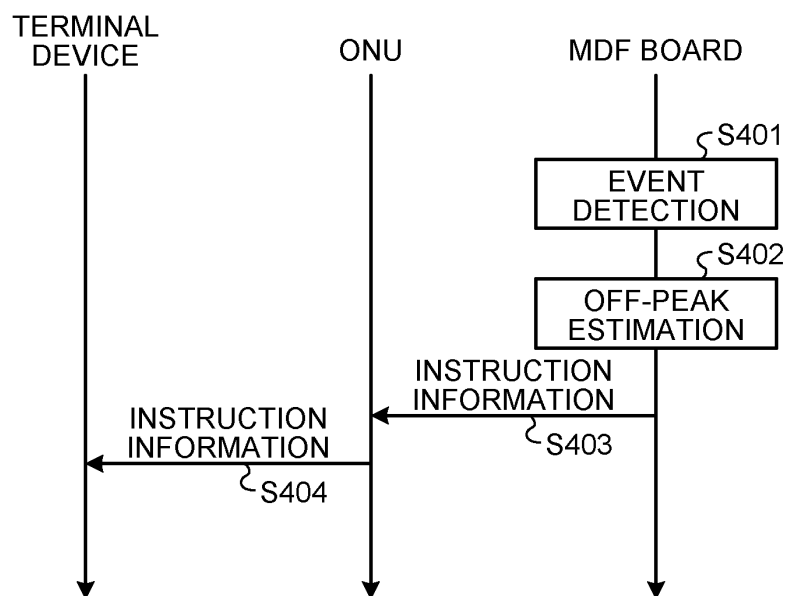 TERMINAL
DEVICE
ONU
MDF BOARD
S401
EVENT
DETECTION
S402
OFF-PEAK
ESTIMATION
INSTRUCTION
INFORMATION
S403
INSTRUCTION
INFORMATION
S404